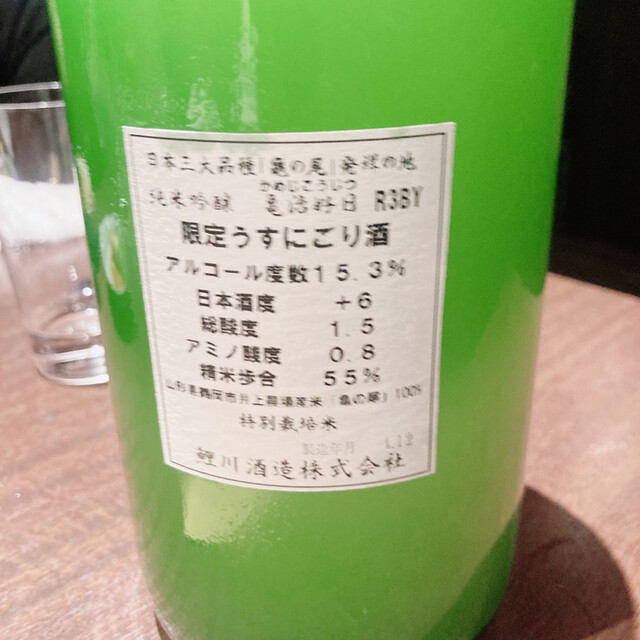 日本三大品種「亀の尾」発祥の地
かめじこうじつ
純米吟醸 亀治好日 R3BY
限定うすにごり酒
アルコール度数15.3%
日本酒度 +6
総酸度 1.5
アミノ酸度 0.8
精米歩合 55%
山形県鶴岡市井上農場産米(亀の尾)100%
特別栽培米
製造年月 4.12
鯉川酒造株式会社